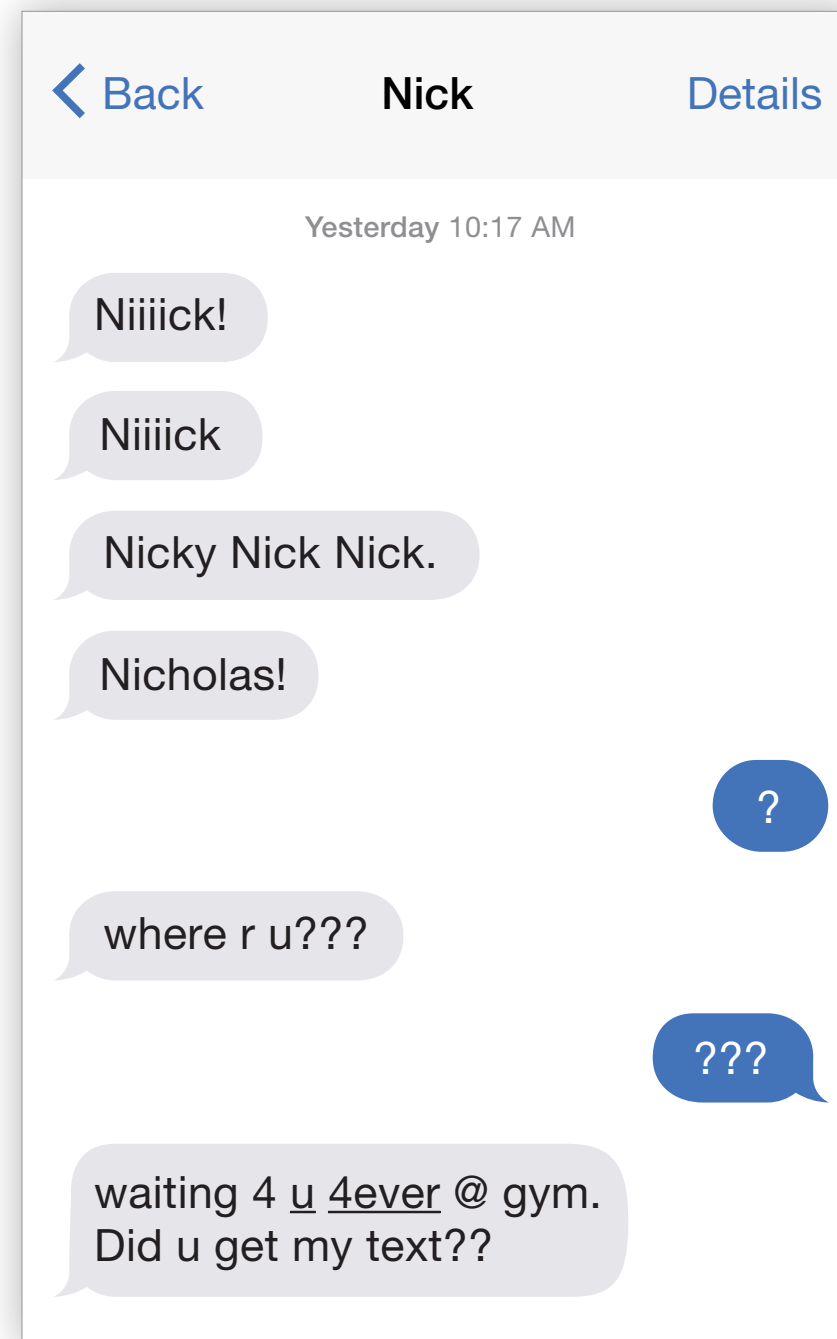 Back Nick Details
Yesterday 10:17 AM
Niiiick!
Niiiick
Nicky Nick Nick.
Nicholas!
?
where r u???
???
waiting 4 u 4ever @ gym.
Did u get my text??